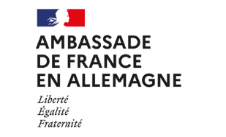 AMBASSADE
DE FRANCE
EN ALLEMAGNE
Liberté
Égalité
Fraternité